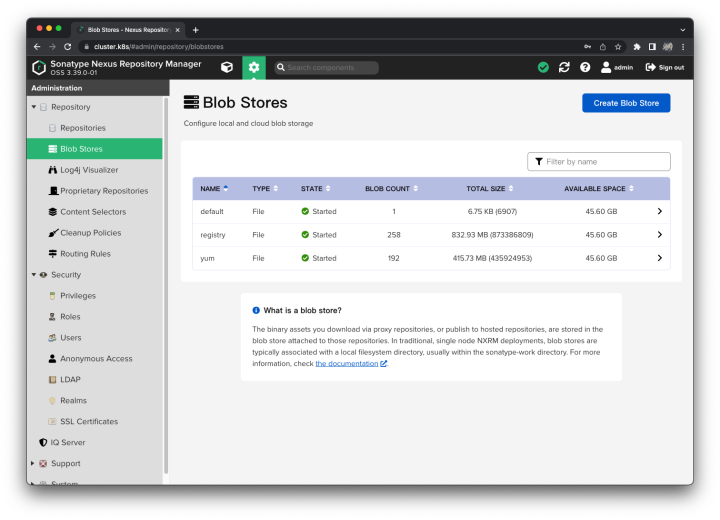 Blob Stores - Nexus Repository
cluster.k8s/#admin/repository/blobstores
Sonatype Nexus Repository Manager
OSS 3.39.0-01
Search components
admin
Sign out
Administration
Repository
Repositories
Blob Stores
Log4j Visualizer
Proprietary Repositories
Content Selectors
Cleanup Policies
Routing Rules
Security
Privileges
Roles
Users
Anonymous Access
LDAP
Realms
SSL Certificates
IQ Server
Support
System
Blob Stores
Create Blob Store
Configure local and cloud blob storage
Filter by name
NAME TYPE STATE BLOB COUNT TOTAL SIZE AVAILABLE SPACE
default File Started 1 6.75 KB (6907) 45.60 GB
registry File Started 258 832.93 MB (873386809) 45.60 GB
yum File Started 192 415.73 MB (435924953) 45.60 GB
What is a blob store?
The binary assets you download via proxy repositories, or publish to hosted repositories, are stored in the
blob store attached to those repositories. In traditional, single node NXRM deployments, blob stores are
typically associated with a local filesystem directory, usually within the sonatype-work directory. For more
information, check the documentation.